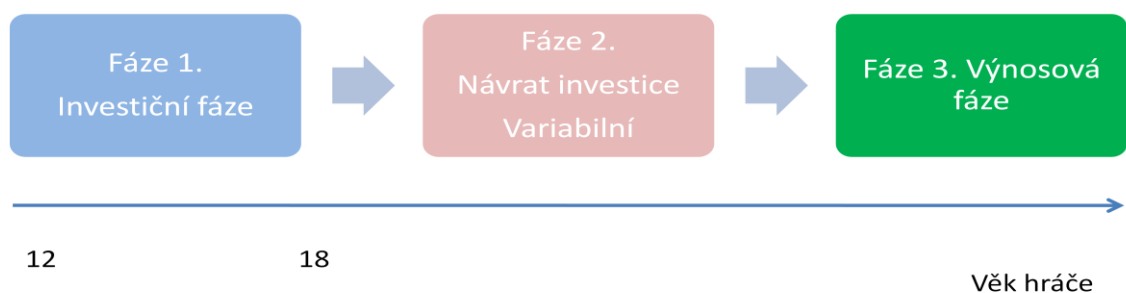 Fáze 1.
Investiční fáze
Fáze 2.
Návrat investice
Variabilní
Fáze 3. Výnosová
fáze
12
18
Věk hráče